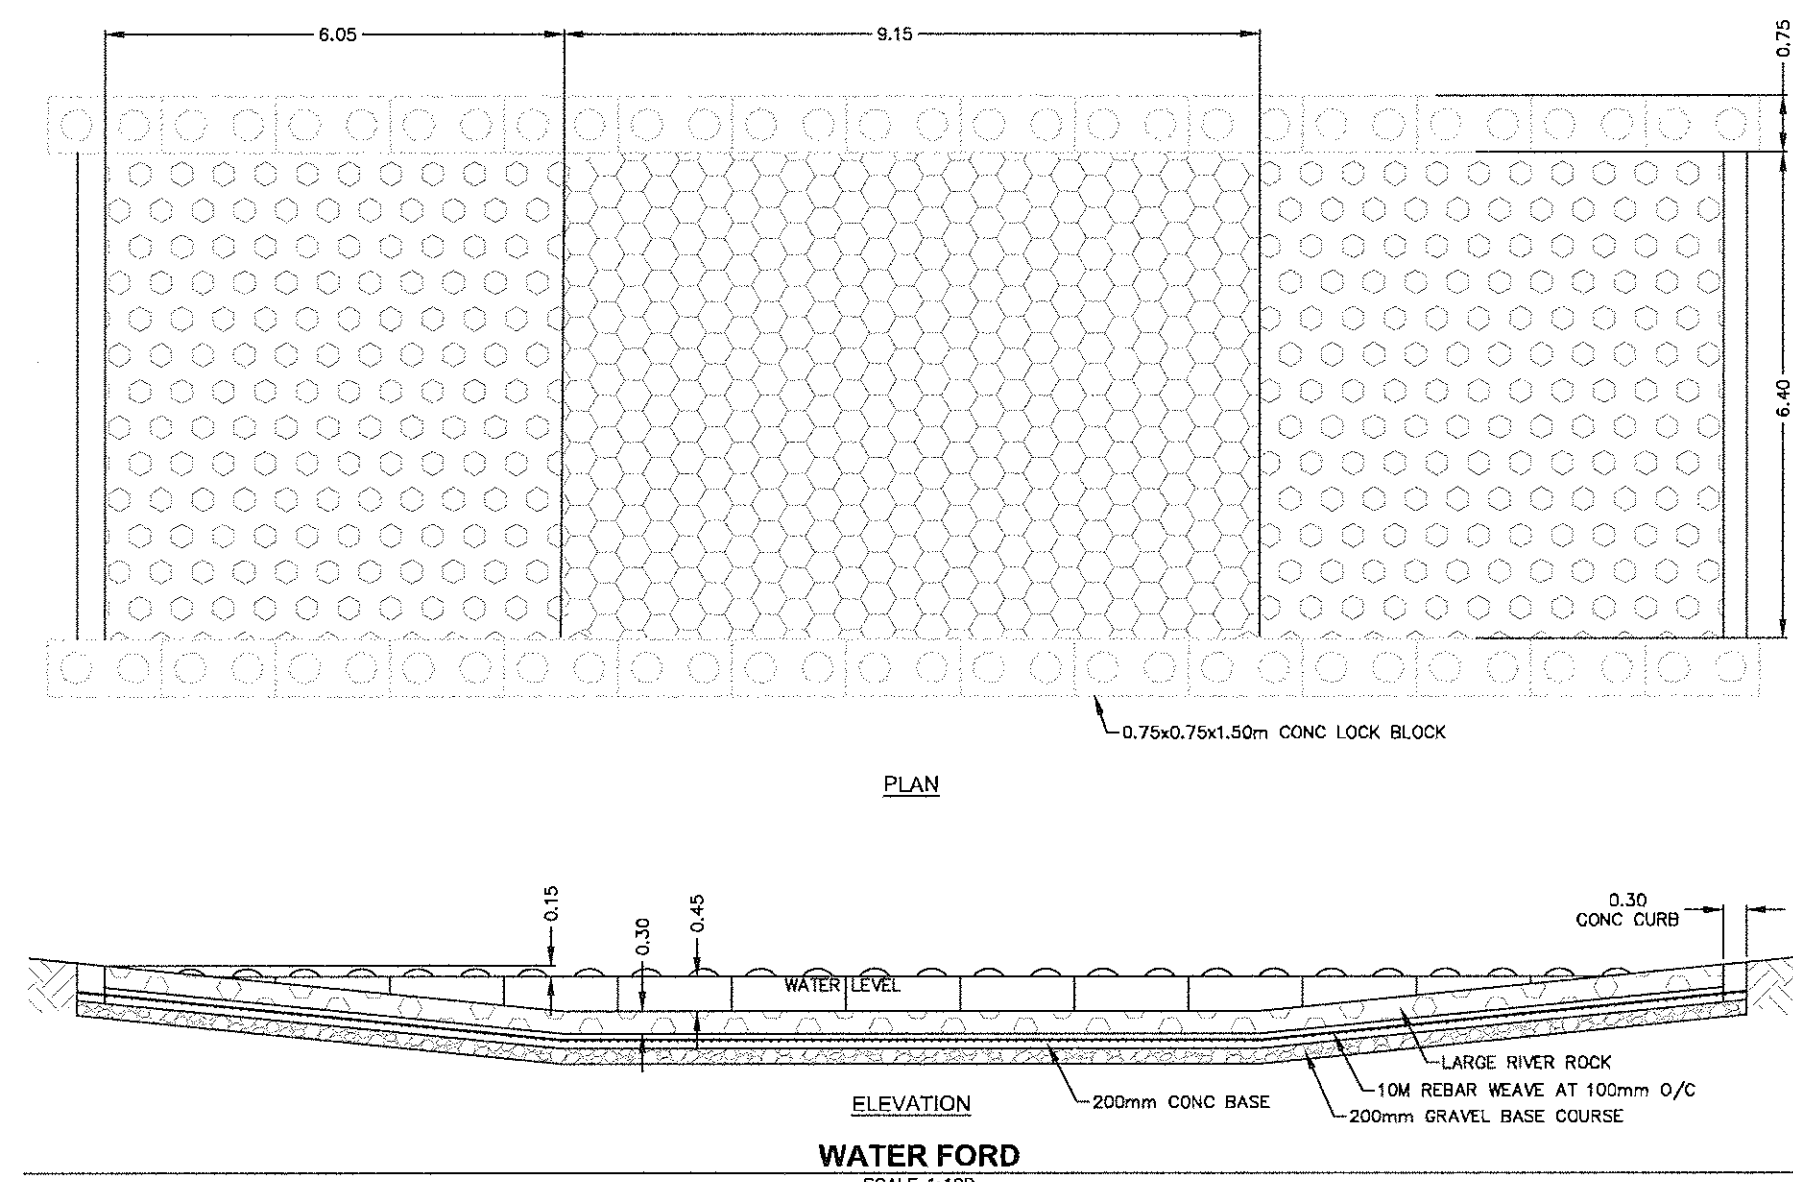 6.05
9.15
0.75
6.40
0.75x0.75x1.50m CONC LOCK BLOCK
PLAN
0.15
0.30
0.45
0.30
CONC CURB
WATER LEVEL
LARGE RIVER ROCK
10M REBAR WEAVE AT 100mm O/C
200mm CONC BASE
200mm GRAVEL BASE COURSE
ELEVATION
WATER FORD